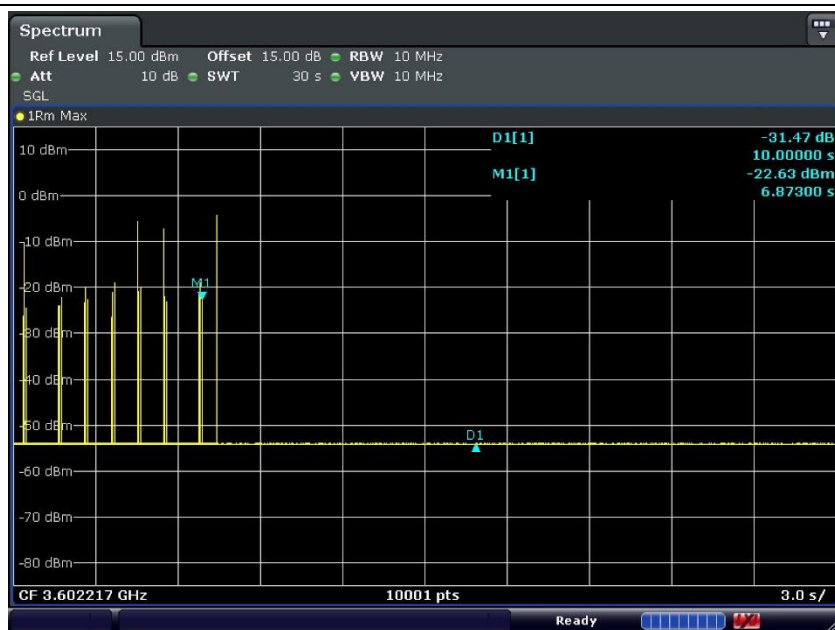 Spectrum
Ref Level 15.00 dBm Offset 15.00 dB RBW 10 MHz
Att 10 dB SWT 30 s VBW 10 MHz
SGL
1Rm Max
D1[1] -31.47 dB
10.00000 s
M1[1] -22.63 dBm
6.87300 s
10 dBm
0 dBm
-10 dBm
-20 dBm
M1
-30 dBm
-40 dBm
-50 dBm
D1
-60 dBm
-70 dBm
-80 dBm
CF 3.602217 GHz 10001 pts 3.0 s/
Ready